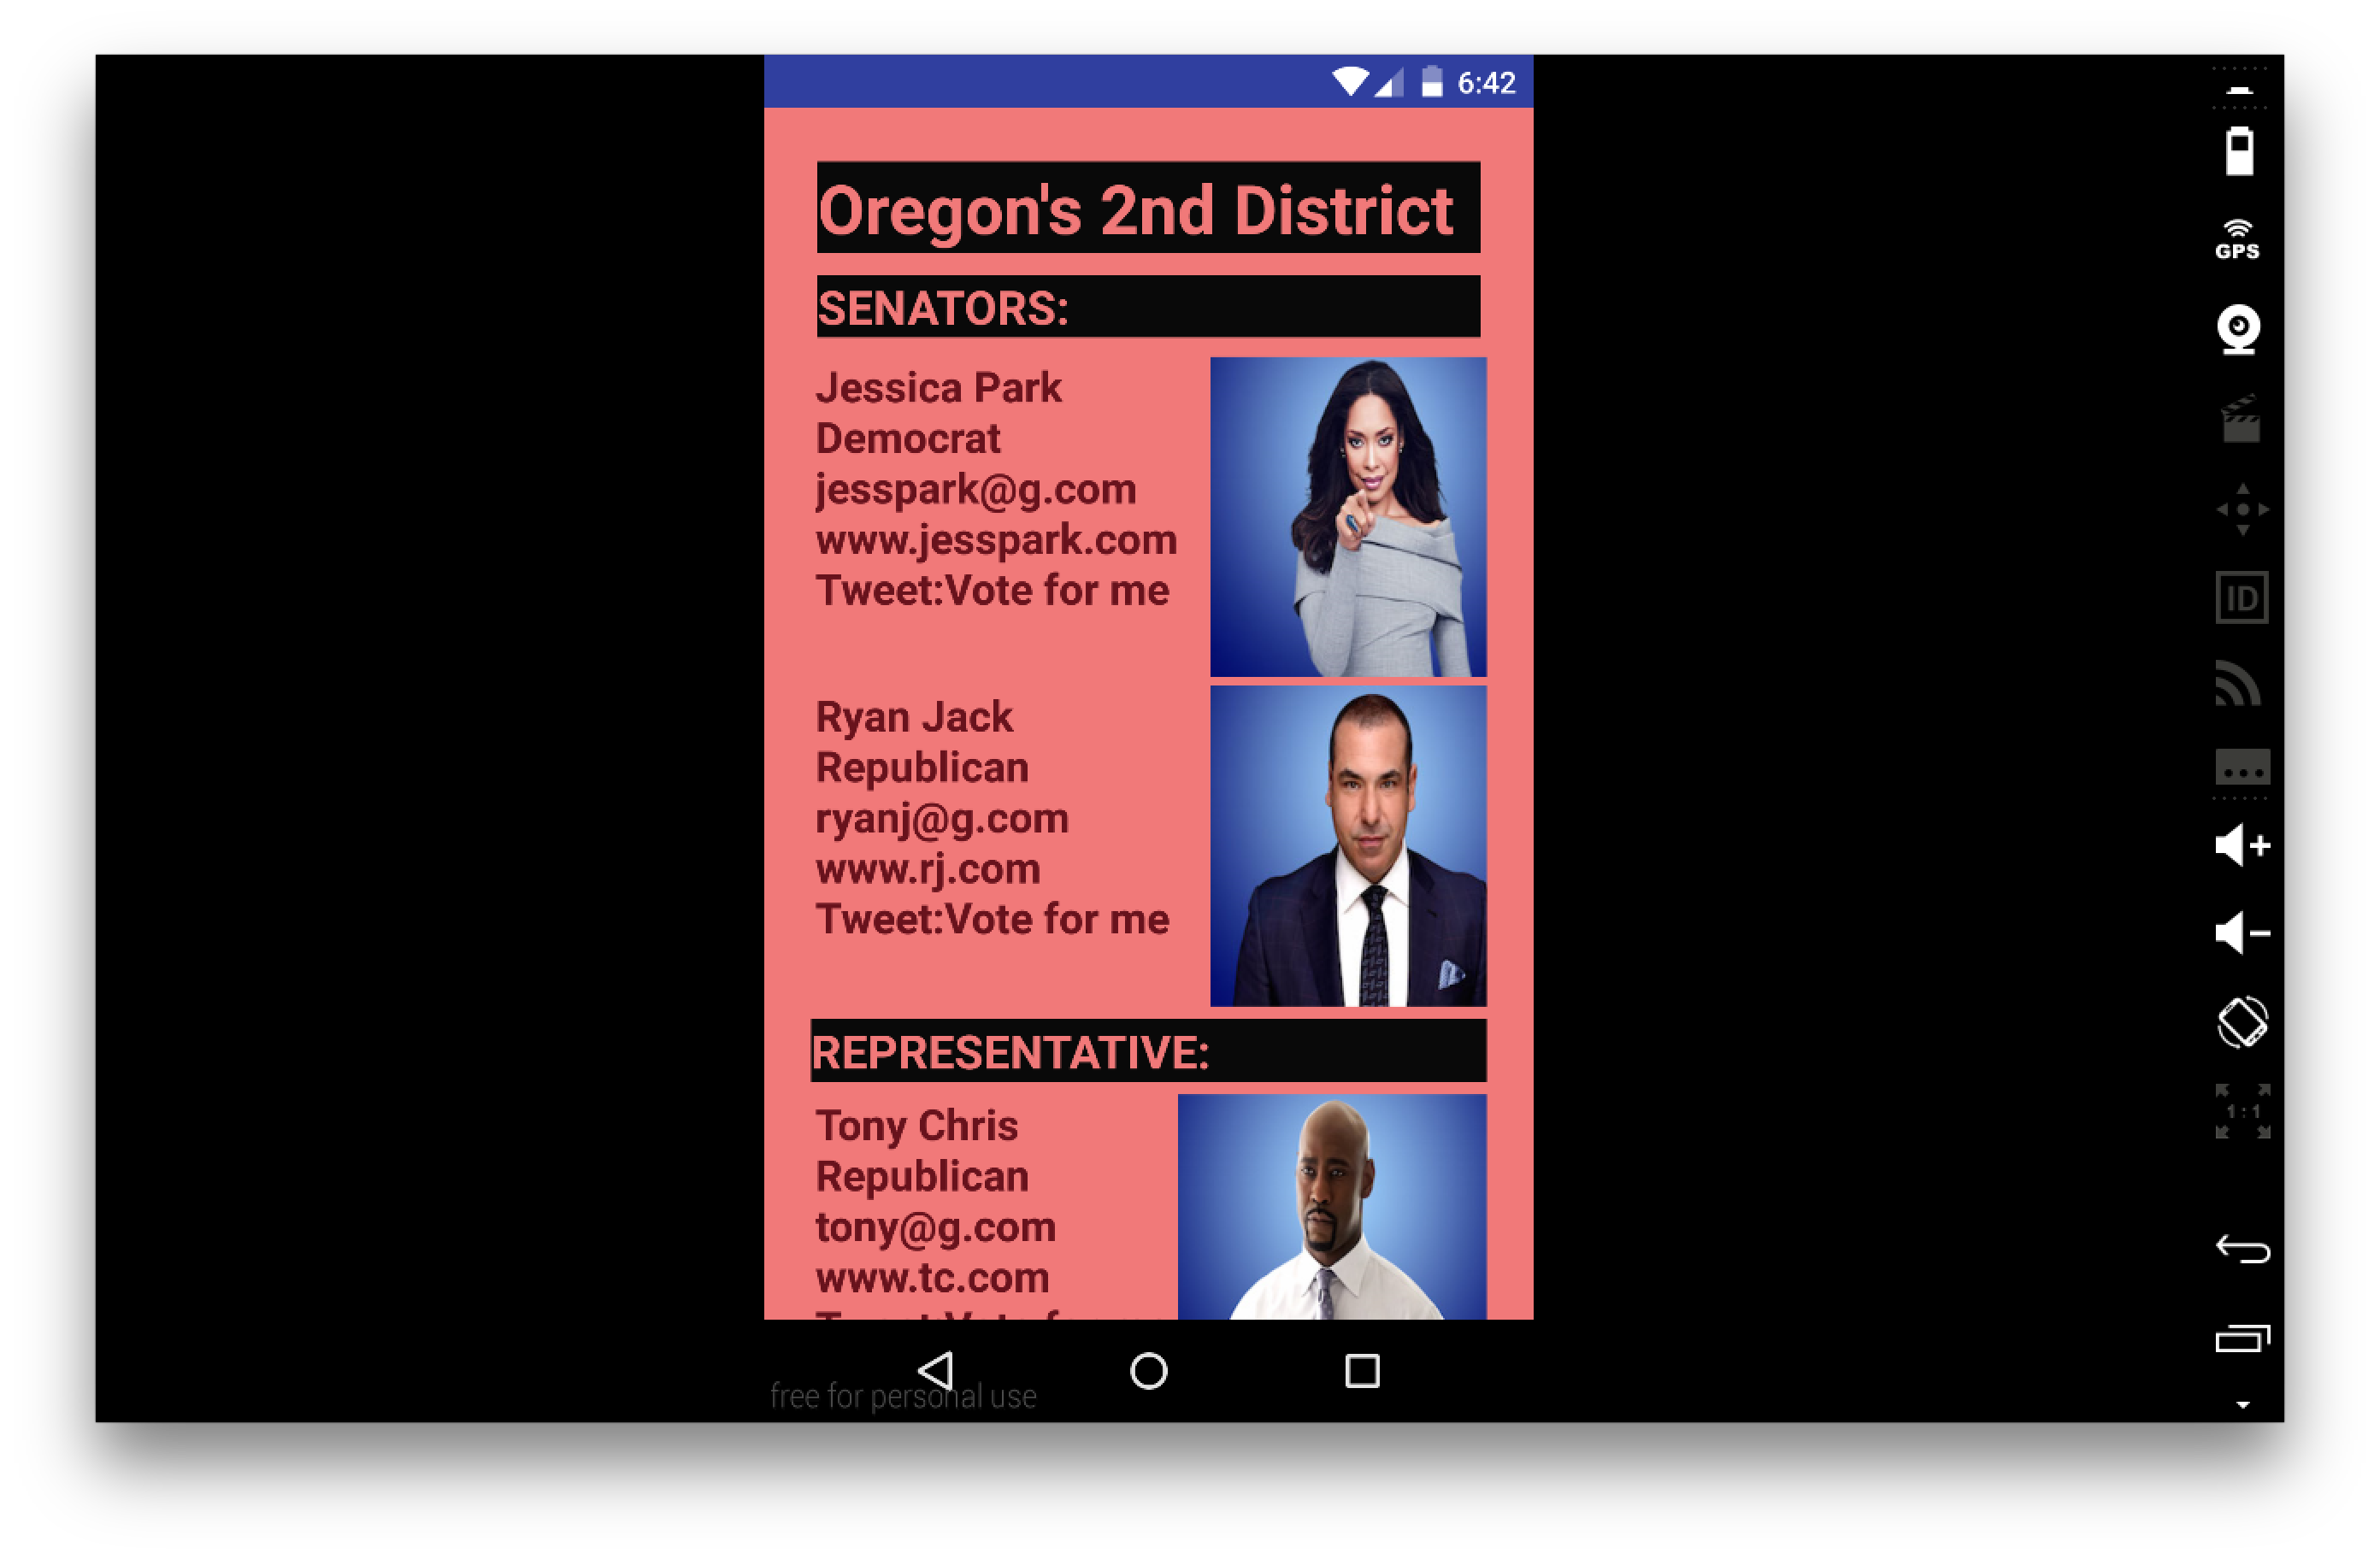 6:42
Oregon's 2nd District
SENATORS:
Jessica Park
Democrat
jesspark@g.com
www.jesspark.com
Tweet:Vote for me
Ryan Jack
Republican
ryanj@g.com
www.rj.com
Tweet:Vote for me
REPRESENTATIVE:
Tony Chris
Republican
tony@g.com
www.tc.com
free for personal use
GPS
ID
1:1